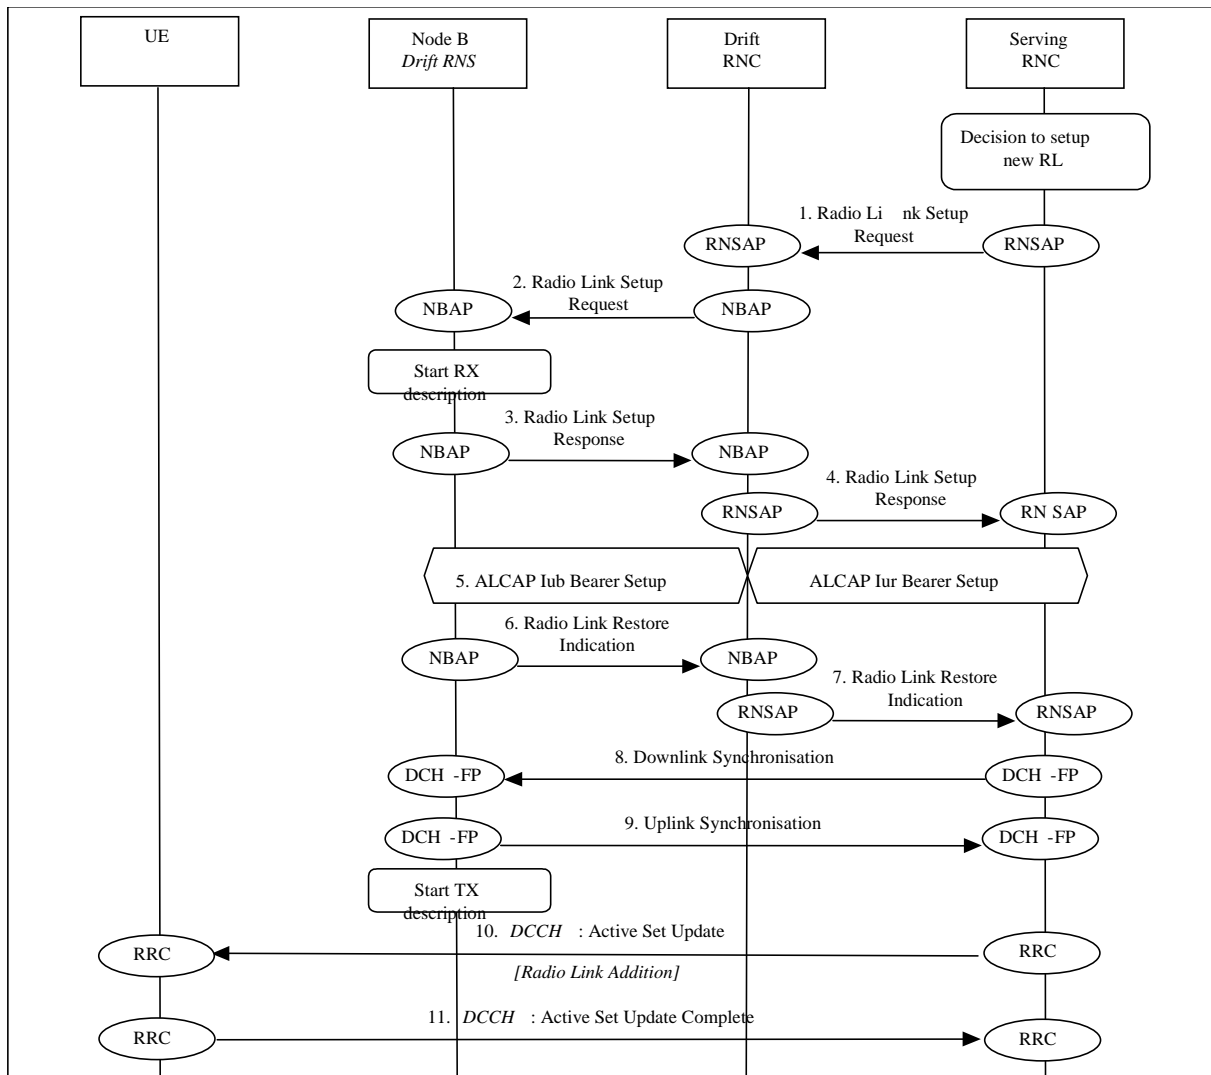 UE
Node B
Drift RNS
Drift
RNC
Serving
RNC
Decision to setup
new RL
1. Radio Li nk Setup
Request
RNSAP
RNSAP
2. Radio Link Setup
Request
NBAP
NBAP
Start RX
description
3. Radio Link Setup
Response
NBAP
NBAP
4. Radio Link Setup
Response
RNSAP
RN SAP
5. ALCAP Iub Bearer Setup
ALCAP Iur Bearer Setup
6. Radio Link Restore
Indication
NBAP
NBAP
7. Radio Link Restore
Indication
RNSAP
RNSAP
8. Downlink Synchronisation
DCH -FP
DCH -FP
9. Uplink Synchronisation
DCH -FP
DCH -FP
Start TX
description
10. DCCH : Active Set Update
RRC
RRC
[Radio Link Addition]
11. DCCH : Active Set Update Complete
RRC
RRC